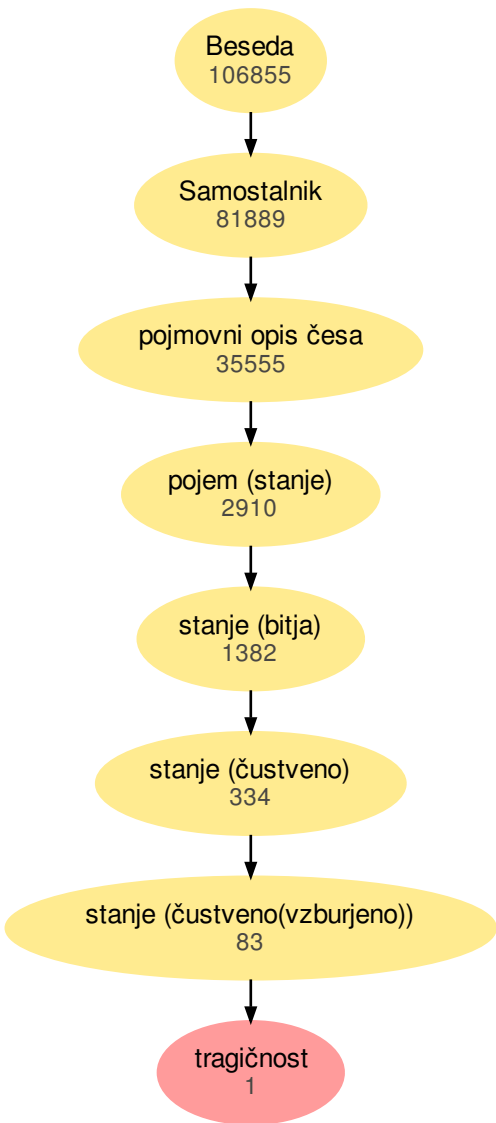 Beseda
106855
Samostalnik
81889
pojmovni opis česa
35555
pojem (stanje)
2910
stanje (bitja)
1382
stanje (čustveno)
334
stanje (čustveno(vzburjeno))
83
tragičnost
1